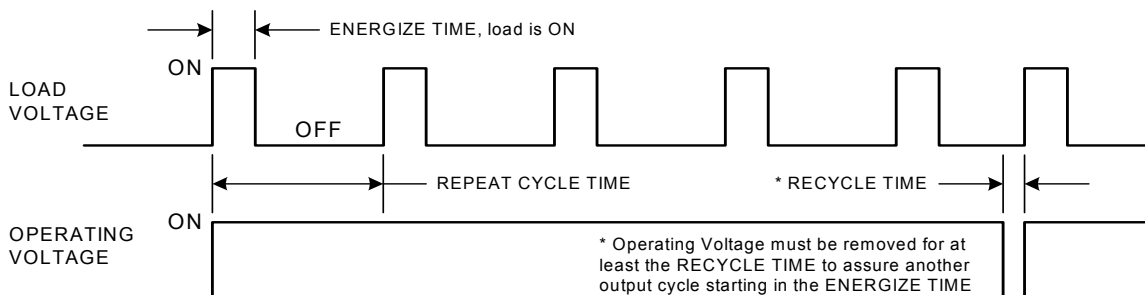 ENERGIZE TIME, load is ON
ON
LOAD
VOLTAGE
OFF
REPEAT CYCLE TIME
* RECYCLE TIME
ON
OPERATING
VOLTAGE
* Operating Voltage must be removed for at
least the RECYCLE TIME to assure another
output cycle starting in the ENERGIZE TIME